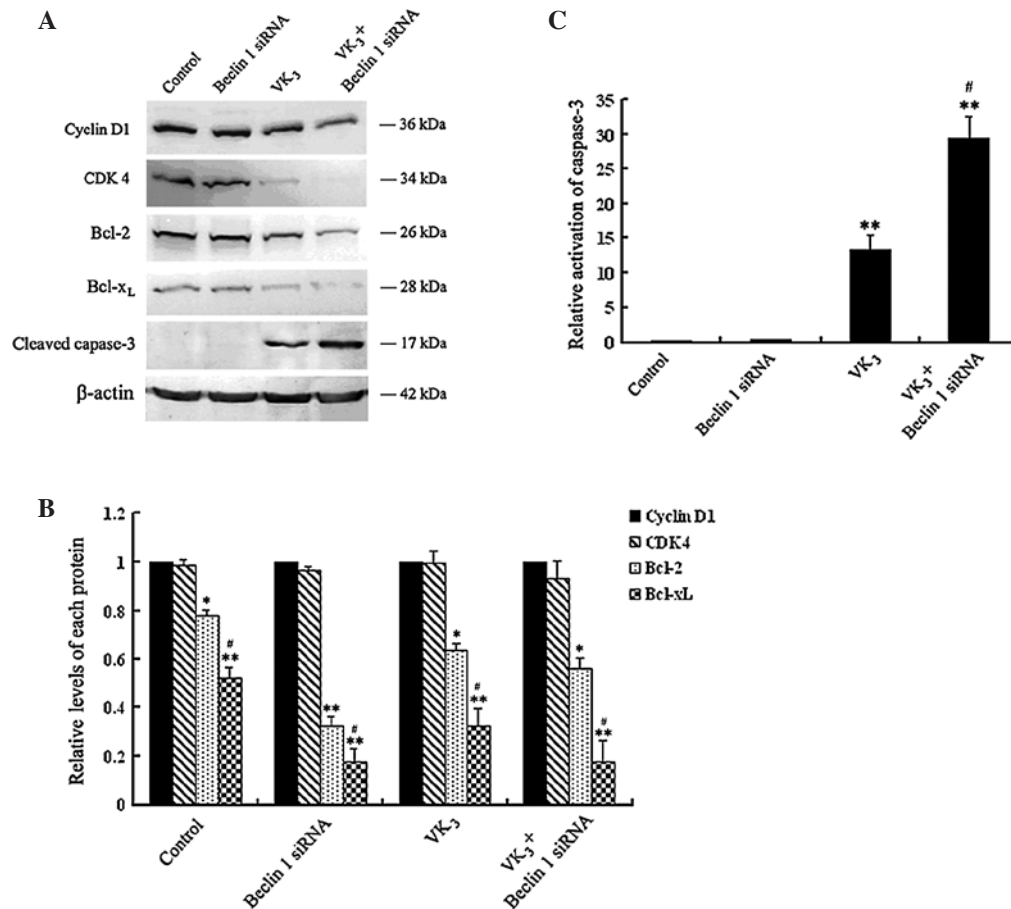 A
Control
Beclin 1 siRNA
VK3
VK3+
Beclin 1 siRNA
Cyclin D1
36 kDa
CDK 4
34 kDa
Bcl-2
26 kDa
Bcl-xL
28 kDa
Cleaved capase-3
17 kDa
β-actin
42 kDa
C
Relative activation of caspase-3
35
30
25
20
15
10
5
0
**
#
**
Control
Beclin 1 siRNA
VK3
VK3+
Beclin 1 siRNA
B
Relative levels of each protein
1.2
1
0.8
0.6
0.4
0.2
0
*
#
**
**
#
**
*
#
**
*
#
**
Control
Beclin 1 siRNA
VK3
VK3+
Beclin 1 siRNA
Cyclin D1
CDK4
Bcl-2
Bcl-xL